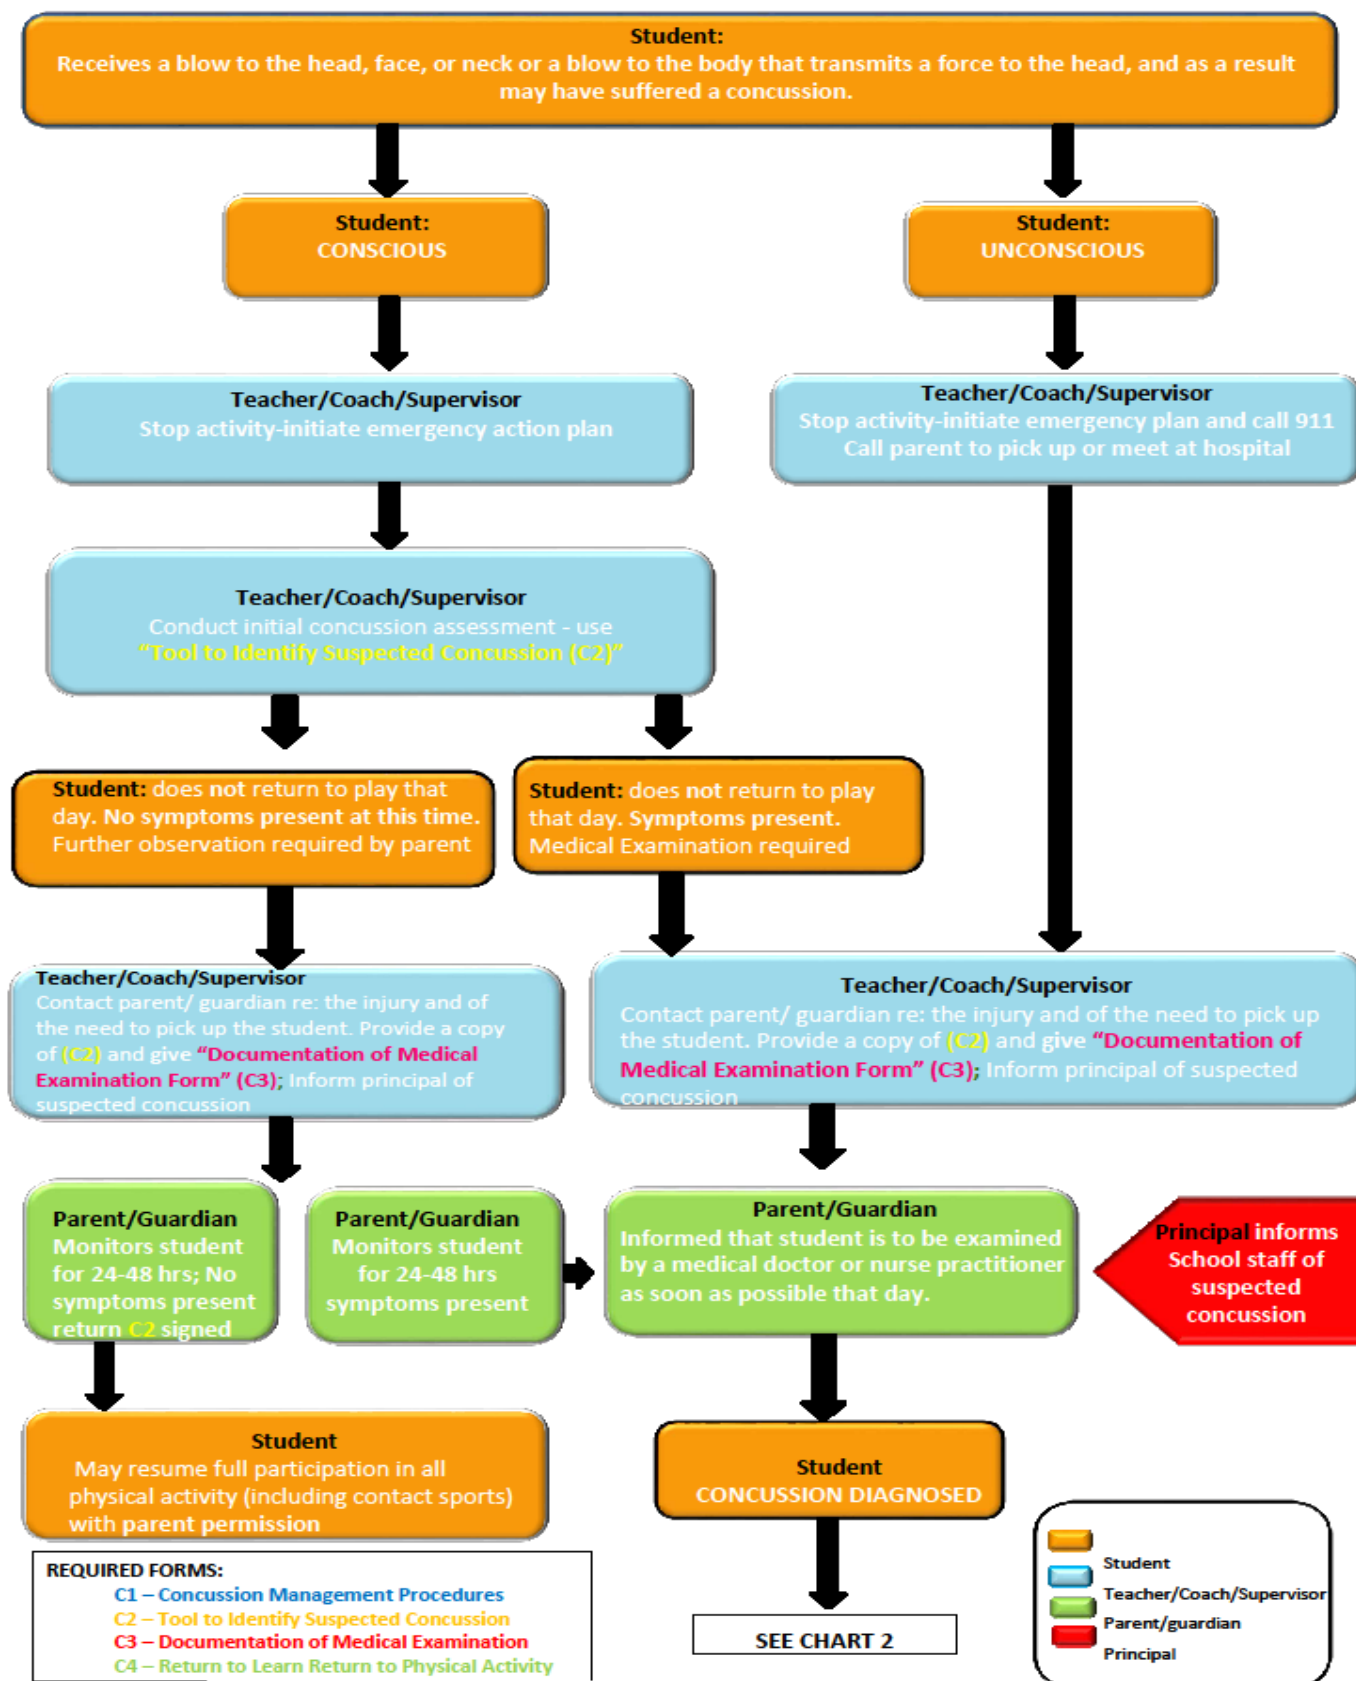 Student:
Receives a blow to the head, face, or neck or a blow to the body that transmits a force to the head, and as a result
may have suffered a concussion.
Student:
CONSCIOUS
Student:
UNCONSCIOUS
Teacher/Coach/Supervisor
Stop activity-initiate emergency action plan
Teacher/Coach/Supervisor
Stop activity-initiate emergency plan and call 911
Call parent to pick up or meet at hospital
Teacher/Coach/Supervisor
Conduct initial concussion assessment - use
“Tool to Identify Suspected Concussion (C2)”
Student: does not return to play that
day. No symptoms present at this time.
Further observation required by parent
Student: does not return to play
that day. Symptoms present.
Medical Examination required
Teacher/Coach/Supervisor
Contact parent/ guardian re: the injury and of
the need to pick up the student. Provide a copy
of (C2) and give “Documentation of Medical
Examination Form” (C3); Inform principal of
suspected concussion
Teacher/Coach/Supervisor
Contact parent/ guardian re: the injury and of the need to pick up
the student. Provide a copy of (C2) and give “Documentation of
Medical Examination Form” (C3); Inform principal of suspected
concussion
Parent/Guardian
Monitors student
for 24-48 hrs; No
symptoms present
return C2 signed
Parent/Guardian
Monitors student
for 24-48 hrs
symptoms present
Parent/Guardian
Informed that student is to be examined
by a medical doctor or nurse practitioner
as soon as possible that day.
Principal informs
School staff of
suspected
concussion
Student
May resume full participation in all
physical activity (including contact sports)
with parent permission
Student
CONCUSSION DIAGNOSED
REQUIRED FORMS:
C1 – Concussion Management Procedures
C2 – Tool to Identify Suspected Concussion
C3 – Documentation of Medical Examination
C4 – Return to Learn Return to Physical Activity
SEE CHART 2
Student
Teacher/Coach/Supervisor
Parent/guardian
Principal